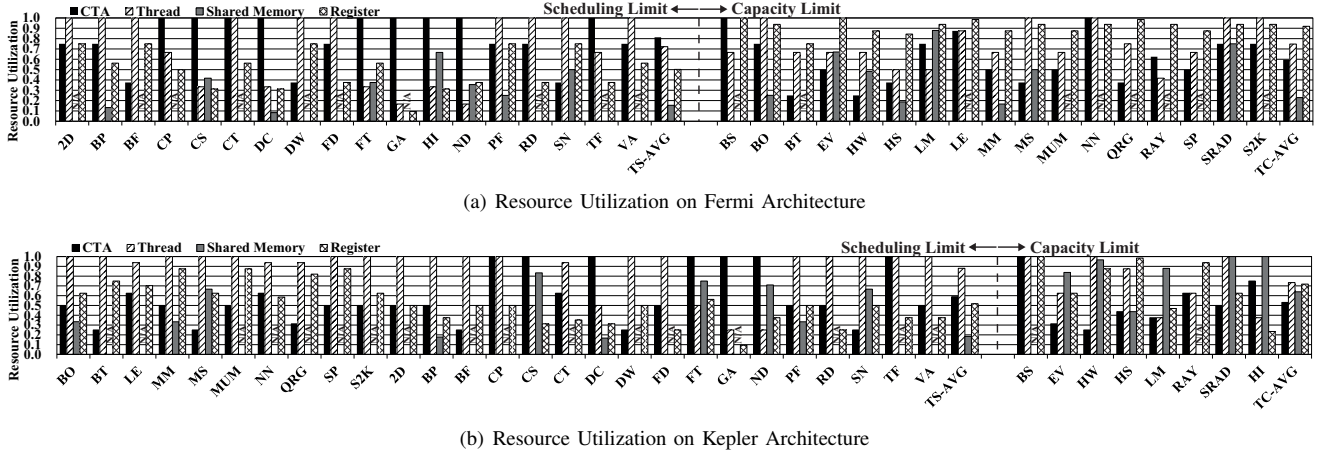 CTA Thread Shared Memory Register Scheduling Limit Capacity Limit
Resource Utilization
1.0
0.9
0.8
0.7
0.6
0.5
0.4
0.3
0.2
0.1
0.0
2D BP BF CP CS CT DC DW FD FT GA HI ND PF RD SN TF VA TS-AVG BS BO BT EV HW HS LM LE MM MS MUM NN QRG RAY SP SRAD S2K TC-AVG
(a) Resource Utilization on Fermi Architecture
CTA Thread Shared Memory Register Scheduling Limit Capacity Limit
Resource Utilization
1.0
0.9
0.8
0.7
0.6
0.5
0.4
0.3
0.2
0.1
0.0
BO BT LE MM MS MUM NN QRG SP S2K 2D BP BF CP CS CT DC DW FD FT GA ND PF RD SN TF VA TS-AVG BS EV HW HS LM RAY SRAD HI TC-AVG
(b) Resource Utilization on Kepler Architecture